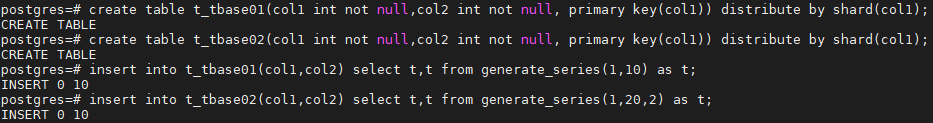 postgres=# create table t_tbase01(col1 int not null,col2 int not null, primary key(col1)) distribute by shard(col1);
CREATE TABLE
postgres=# create table t_tbase02(col1 int not null,col2 int not null, primary key(col1)) distribute by shard(col1);
CREATE TABLE
postgres=# insert into t_tbase01(col1,col2) select t,t from generate_series(1,10) as t;
INSERT 0 10
postgres=# insert into t_tbase02(col1,col2) select t,t from generate_series(1,20,2) as t;
INSERT 0 10